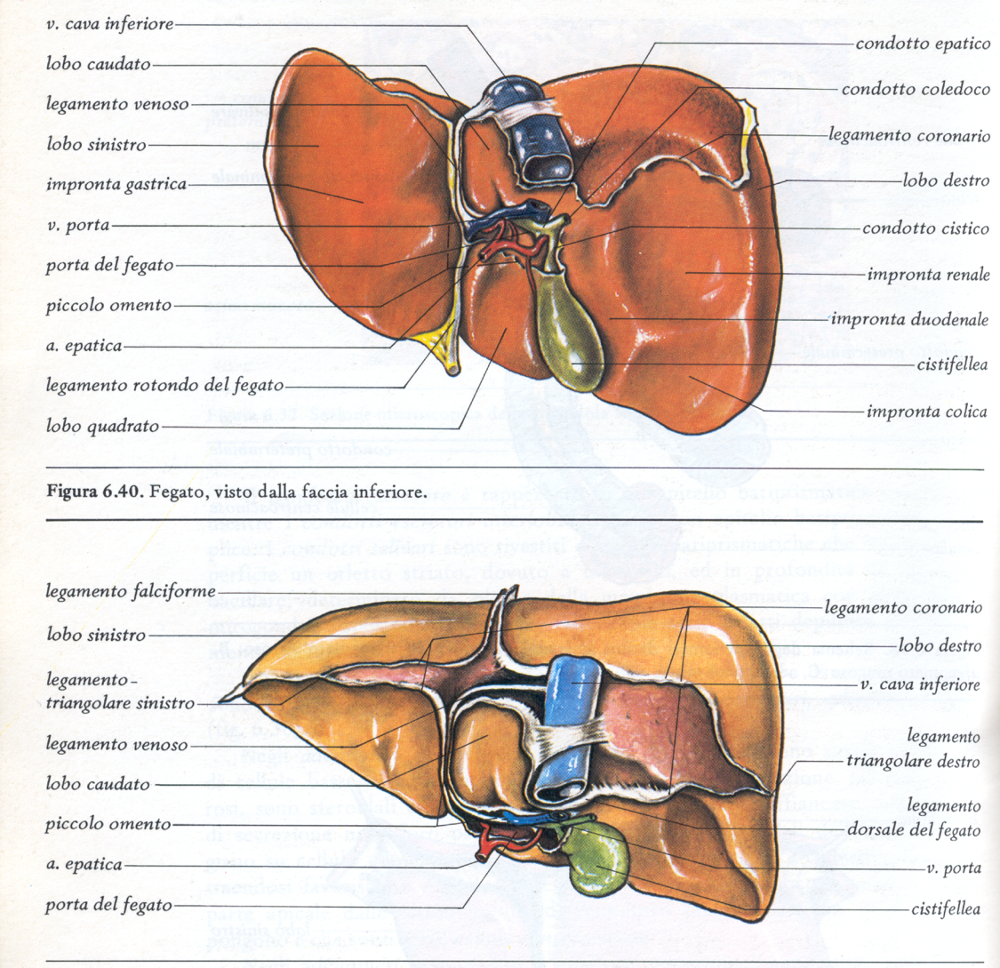 v. cava inferiore
lobo caudato
legamento venoso
lobo sinistro
impronta gastrica
v. porta
porta del fegato
piccolo omento
a. epatica
legamento rotondo del fegato
lobo quadrato
condotto epatico
condotto coledoco
legamento coronario
lobo destro
condotto cistico
impronta renale
impronta duodenale
cistifellea
impronta colica
Figura 6.40. Fegato, visto dalla faccia inferiore.
legamento falciforme
lobo sinistro
legamento-
triangolare sinistro
legamento venoso
lobo caudato
piccolo omento
a. epatica
porta del fegato
legamento coronario
lobo destro
v. cava inferiore
legamento
triangolare destro
legamento
dorsale del fegato
v. porta
cistifellea